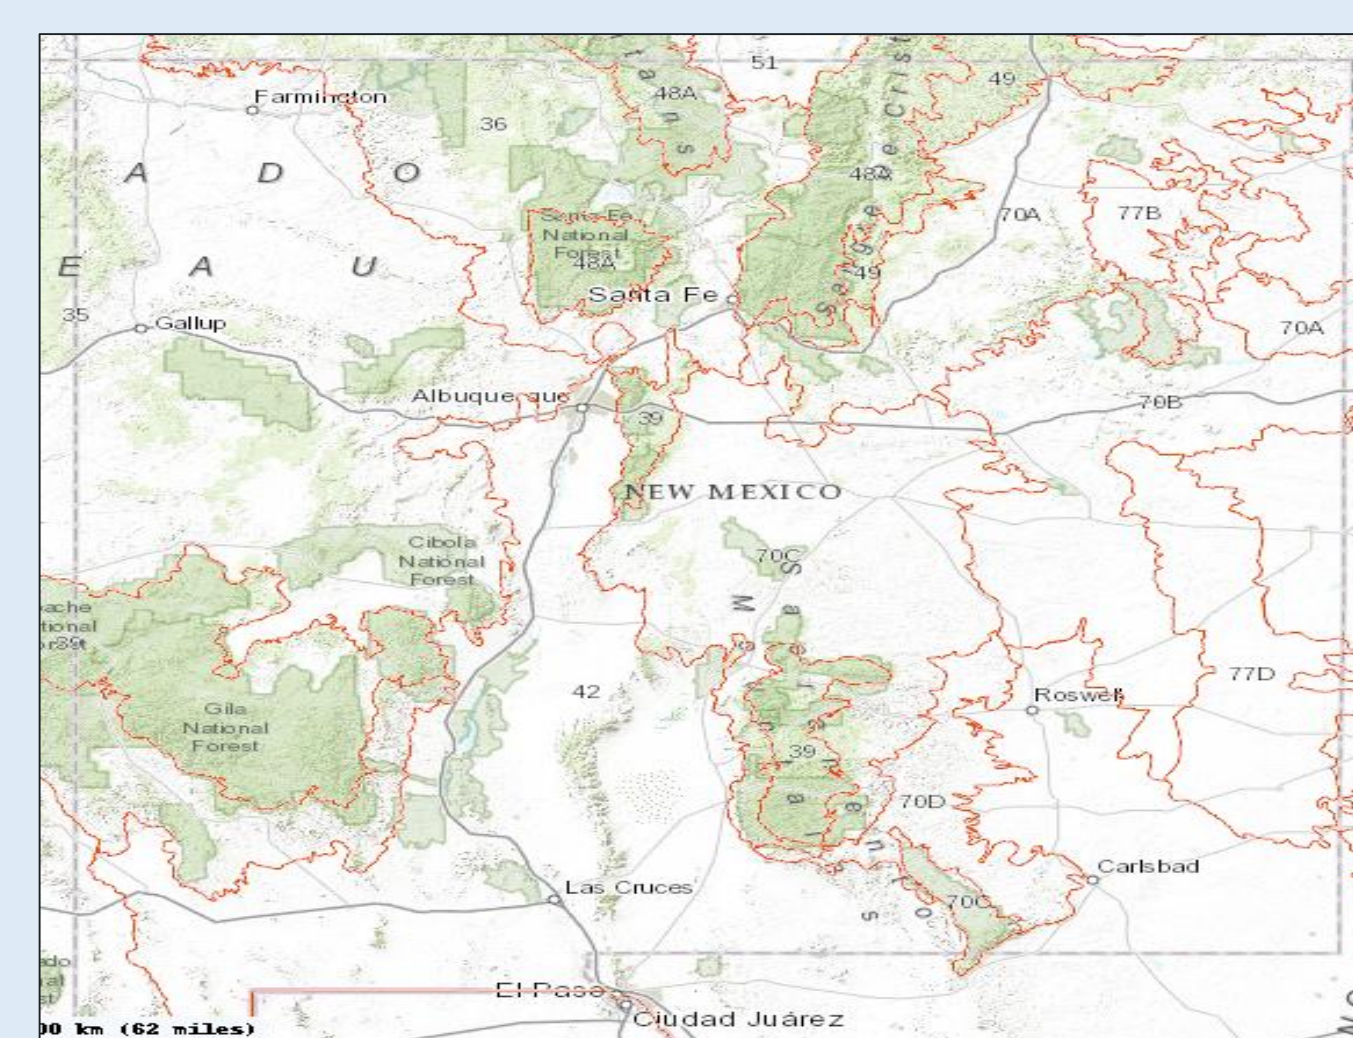 51
49
48A
Farmington
36
A D O
48A
70A
77B
Santa Fe
National
Forest
48A
E A U
49
Santa Fe
35
Gallup
70A
Albuquerque
70B
39
NEW MEXICO
Cibola
National
Forest
70C
39
42
77D
Roswell
Gila
National
Forest
39
70D
Carlsbad
Las Cruces
70C
El Paso
Ciudad Juárez
km (62 miles)